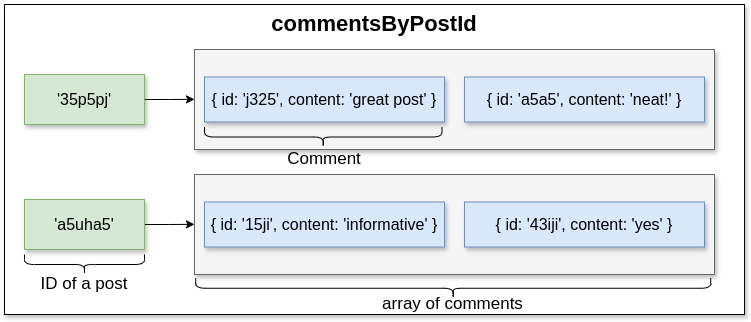 commentsByPostId
'35p5pj'
{ id: 'j325', content: 'great post' }
{ id: 'a5a5', content: 'neat!' }
Comment
'a5uha5'
{ id: '15ji', content: 'informative' }
{ id: '43iji', content: 'yes' }
ID of a post
array of comments